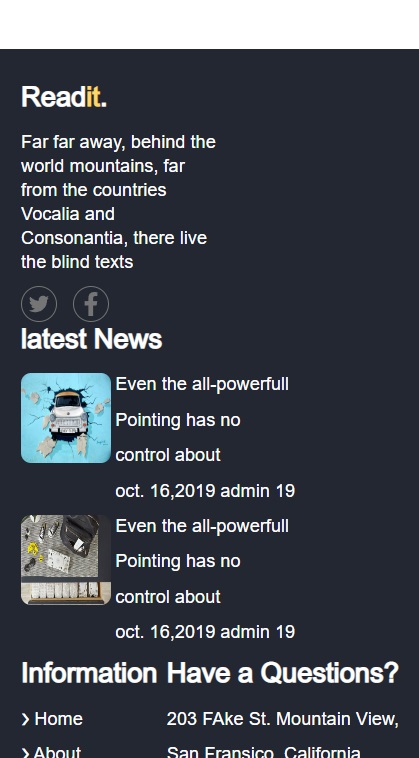 Readit.
Far far away, behind the
world mountains, far
from the countries
Vocalia and
Consonantia, there live
the blind texts
latest News
Even the all-powerfull
Pointing has no
control about
oct. 16,2019 admin 19
Even the all-powerfull
Pointing has no
control about
oct. 16,2019 admin 19
Information Have a Questions?
❯ Home 203 FAke St. Mountain View,
❯ About San Fransico, California